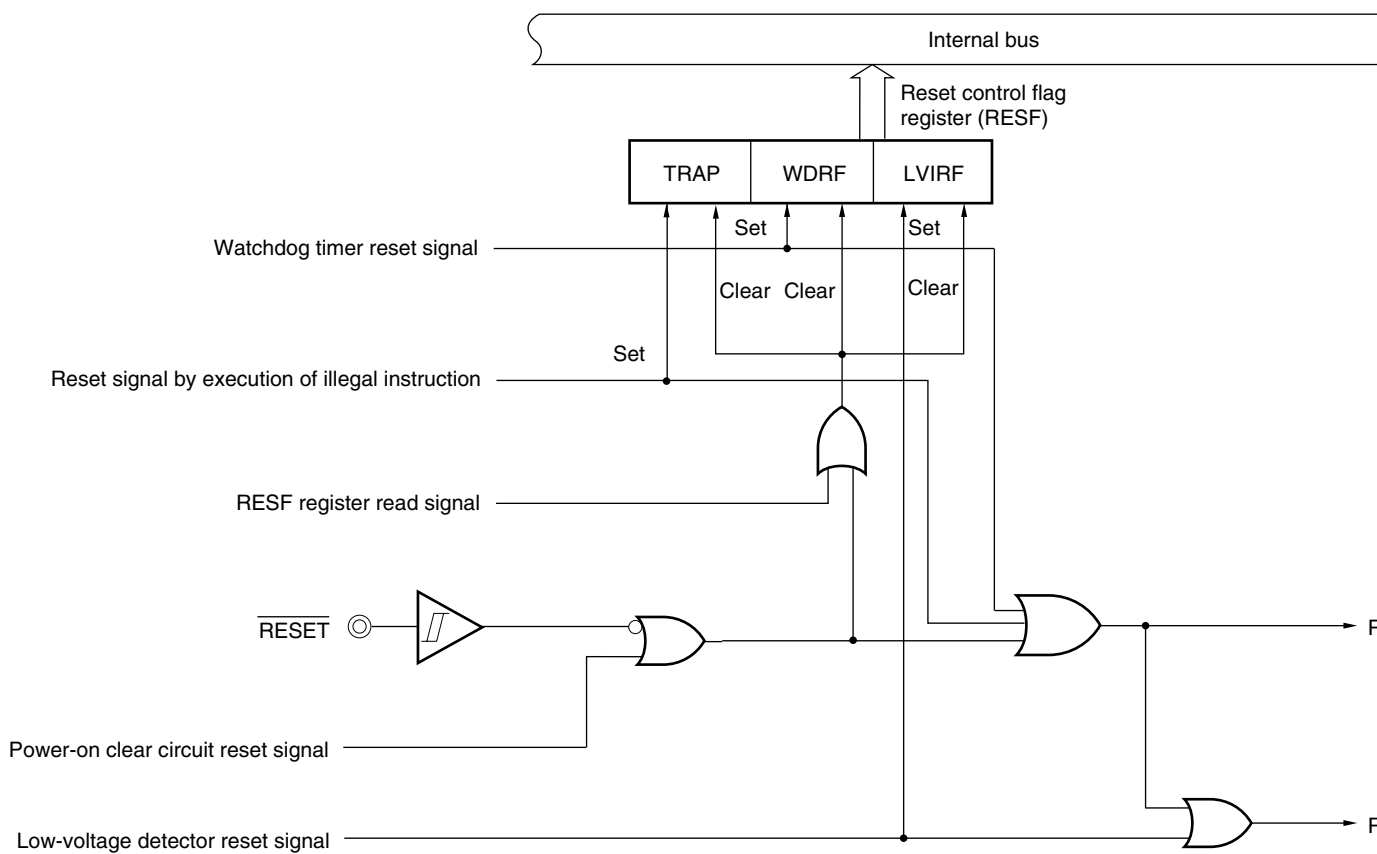 Internal bus
Reset control flag
register (RESF)
TRAP WDRF LVIRF
Set Set
Watchdog timer reset signal
Clear Clear Clear
Set
Reset signal by execution of illegal instruction
RESF register read signal
RESET
Power-on clear circuit reset signal
Low-voltage detector reset signal